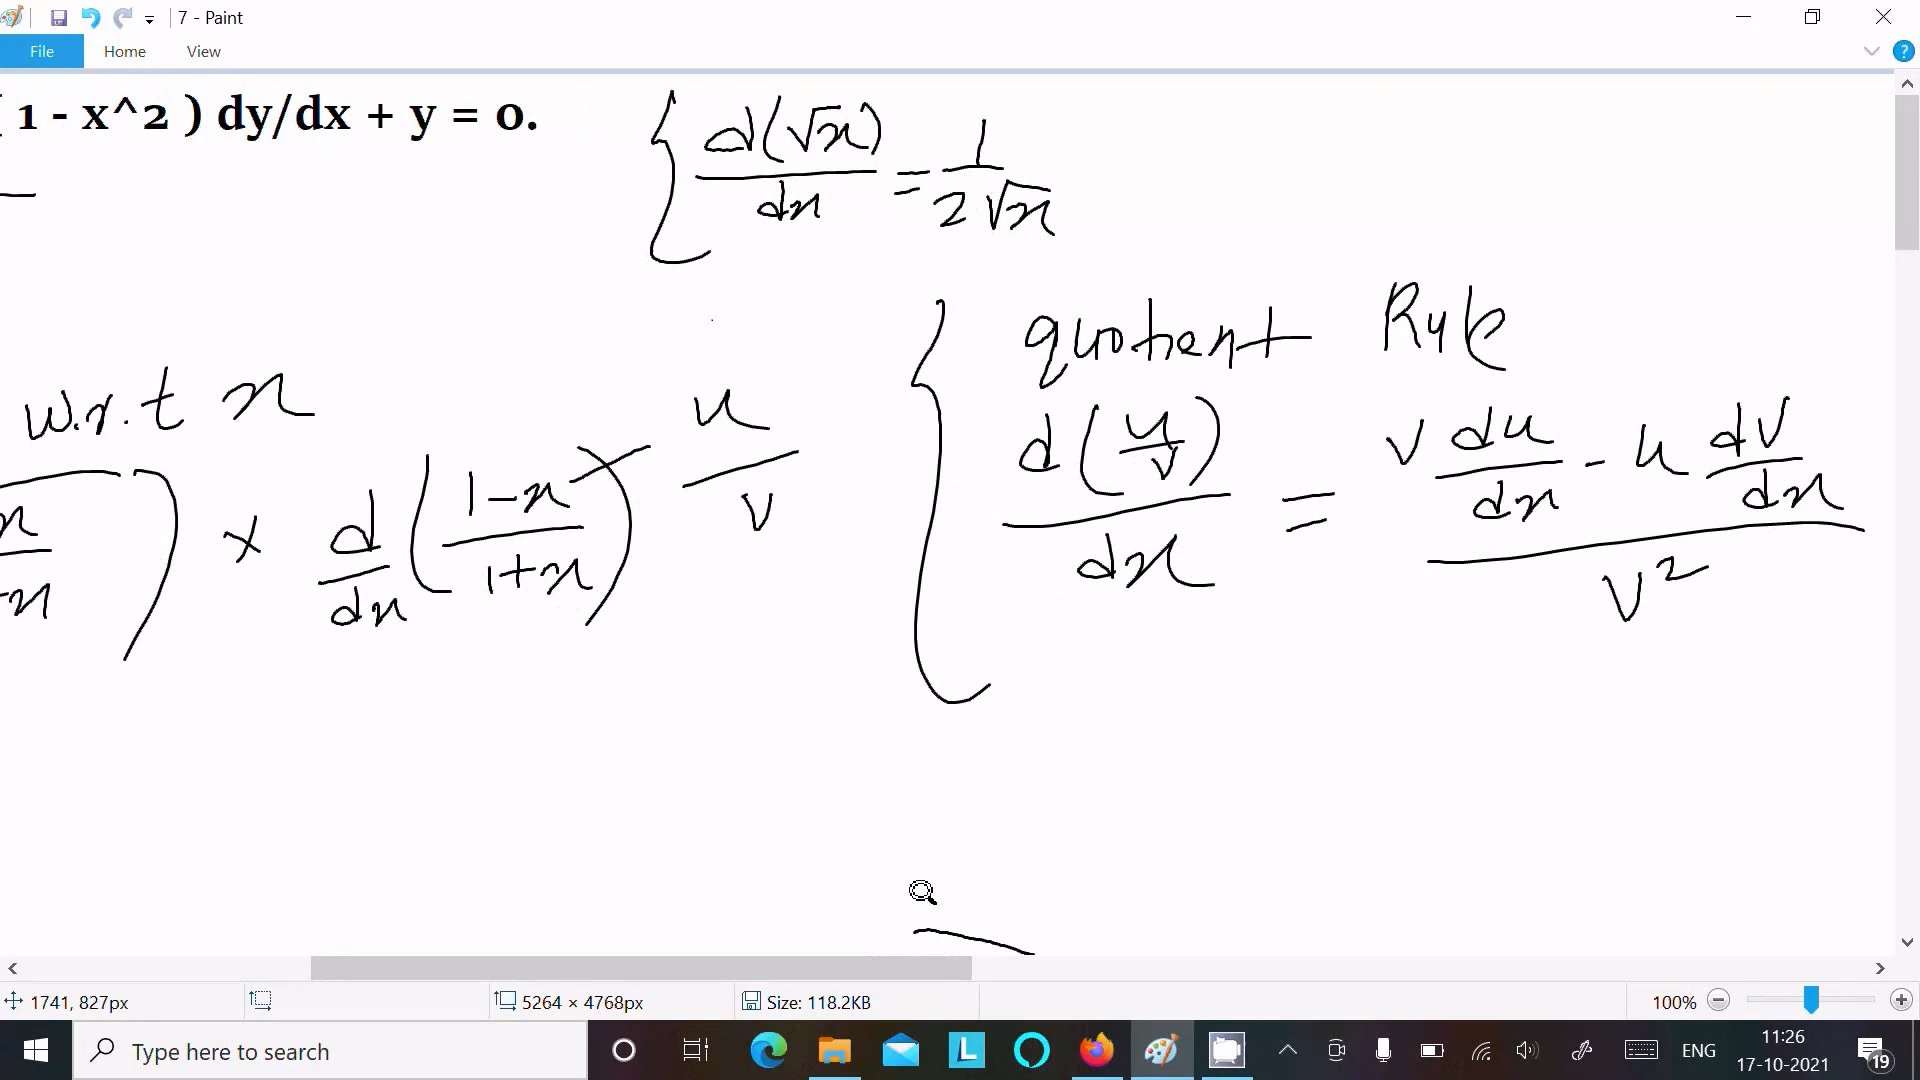 7 - Paint
File Home View
( 1 - x^2 ) dy/dx + y = 0.
d(√x)/dx = 1/(2√x)
quotient Rule
w.r.t x
d(u/v)/dx = (v du/dx - u dv/dx)/v²
x × d/dx ((1-x)/(1+x)) u/v
1741, 827px 5264 × 4768px Size: 118.2KB 100%
Type here to search ENG 11:26
17-10-2021 19